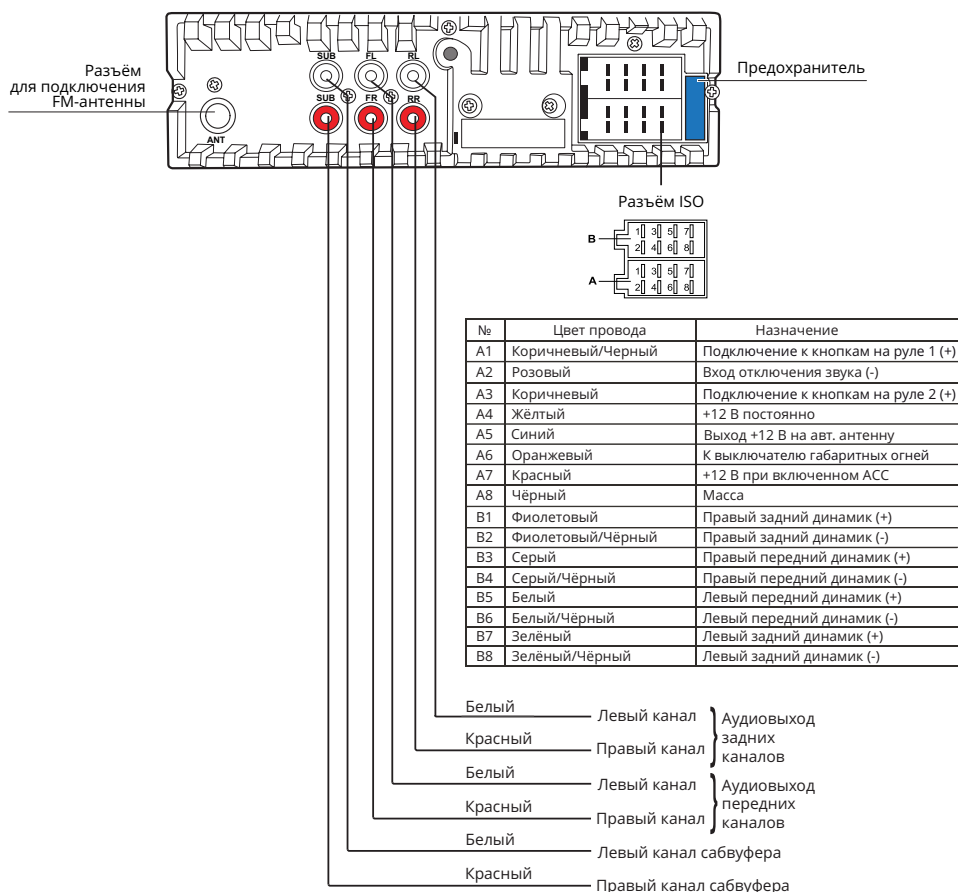 Разъём
для подключения
FM-антенны
SUB FL RL
SUB FR RR
ANT
Предохранитель
Разъём ISO
B
1 3 5 7
2 4 6 8
A
1 3 5 7
2 4 6 8
№ Цвет провода Назначение
A1 Коричневый/Черный Подключение к кнопкам на руле 1 (+)
A2 Розовый Вход отключения звука (-)
A3 Коричневый Подключение к кнопкам на руле 2 (+)
A4 Жёлтый +12 В постоянно
A5 Синий Выход +12 В на авт. антенну
A6 Оранжевый К выключателю габаритных огней
A7 Красный +12 В при включенном ACC
A8 Чёрный Масса
B1 Фиолетовый Правый задний динамик (+)
B2 Фиолетовый/Чёрный Правый задний динамик (-)
B3 Серый Правый передний динамик (+)
B4 Серый/Чёрный Правый передний динамик (-)
B5 Белый Левый передний динамик (+)
B6 Белый/Чёрный Левый передний динамик (-)
B7 Зелёный Левый задний динамик (+)
B8 Зелёный/Чёрный Левый задний динамик (-)
Белый Левый канал
Красный Правый канал
Аудиовыход
задних
каналов
Белый Левый канал
Красный Правый канал
Аудиовыход
передних
каналов
Белый Левый канал сабвуфера
Красный Правый канал сабвуфера